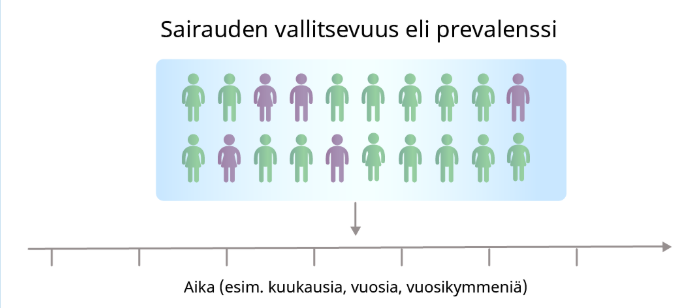 Sairauden vallitsevuus eli prevalenssi
Aika (esim. kuukausia, vuosia, vuosikymmeniä)